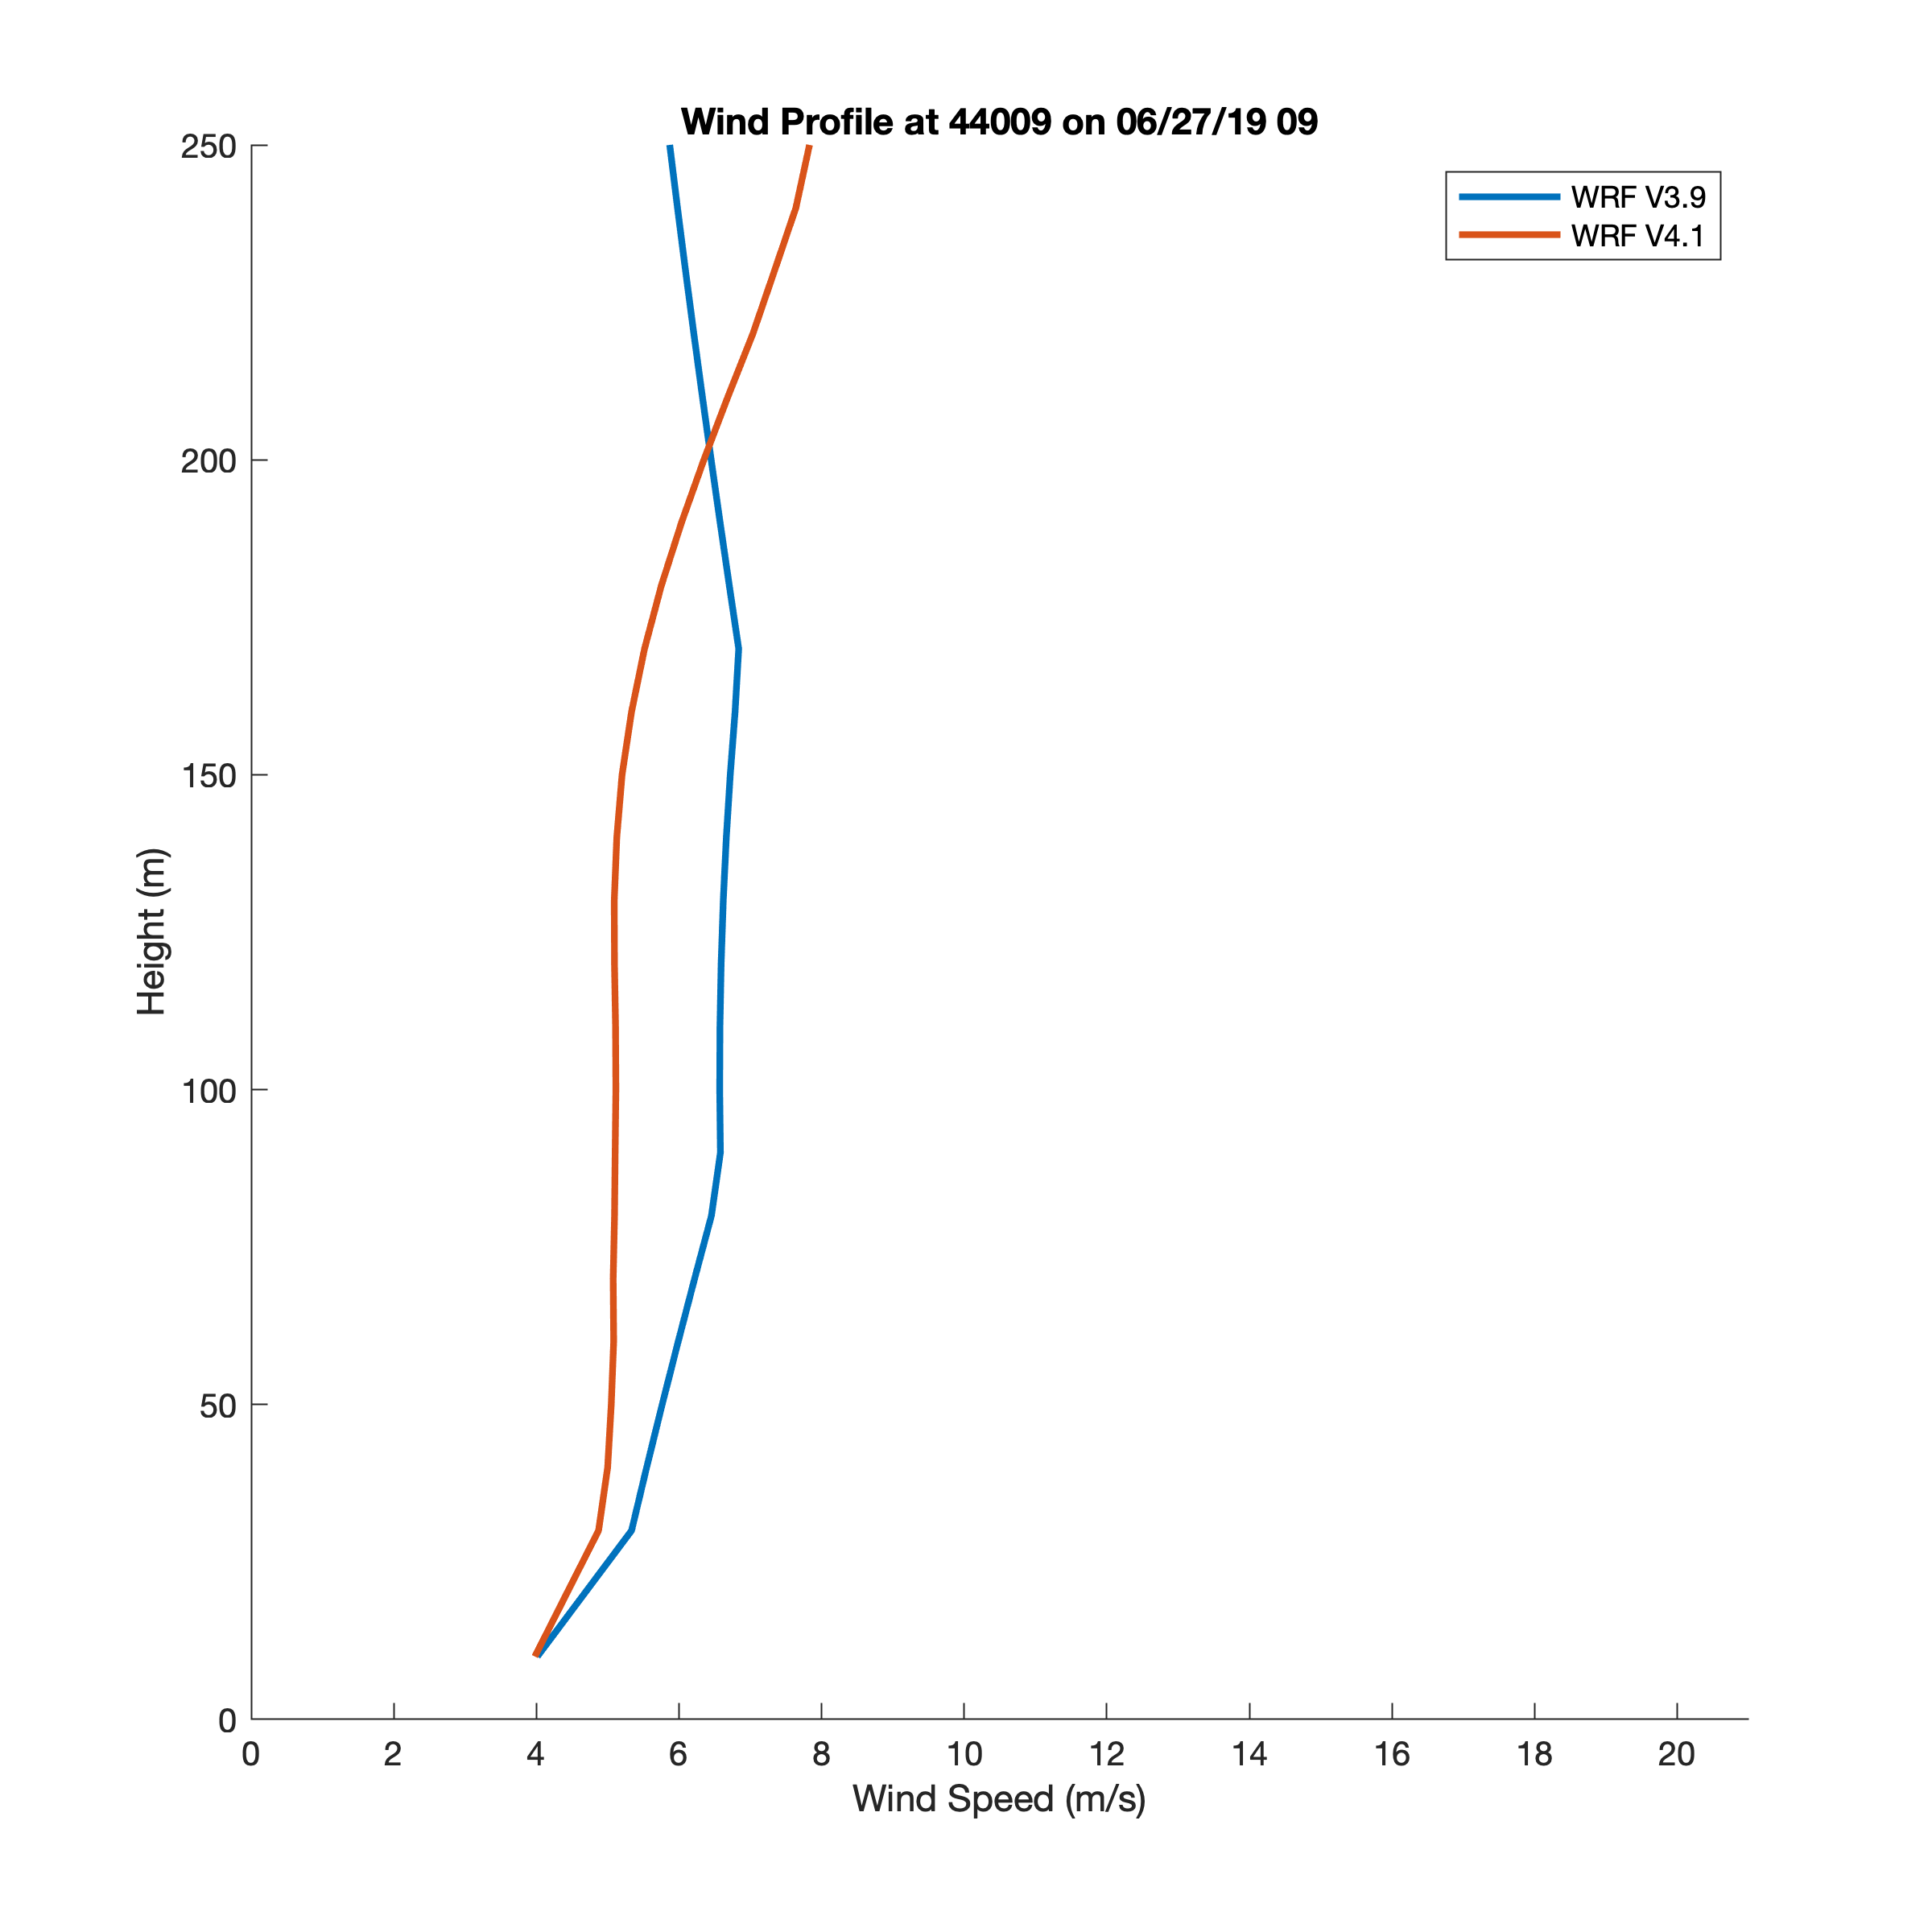 Wind Profile at 44009 on 06/27/19 09
WRF V3.9
WRF V4.1
Height (m)
250
200
150
100
50
0
0 2 4 6 8 10 12 14 16 18 20
Wind Speed (m/s)